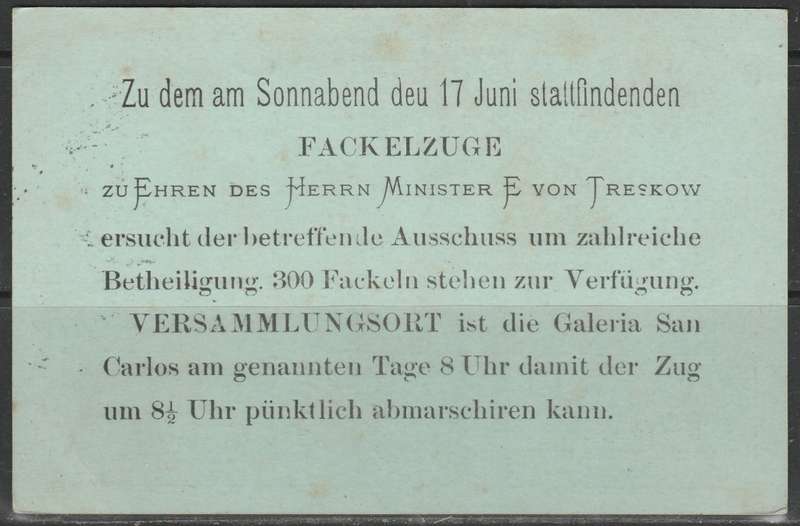 Zu dem am Sonnabend deu 17 Juni stattfindenden
FACKELZUGE
ZU EHREN DES HERRN MINISTER E VON TRESKOW
ersucht der betreffende Ausschuss um zahlreiche
Betheiligung. 300 Fackeln stehen zur Verfügung.
VERSAMMLUNGSORT ist die Galeria San
Carlos am genannten Tage 8 Uhr damit der Zug
um 8½ Uhr pünktlich abmarschiren kann.